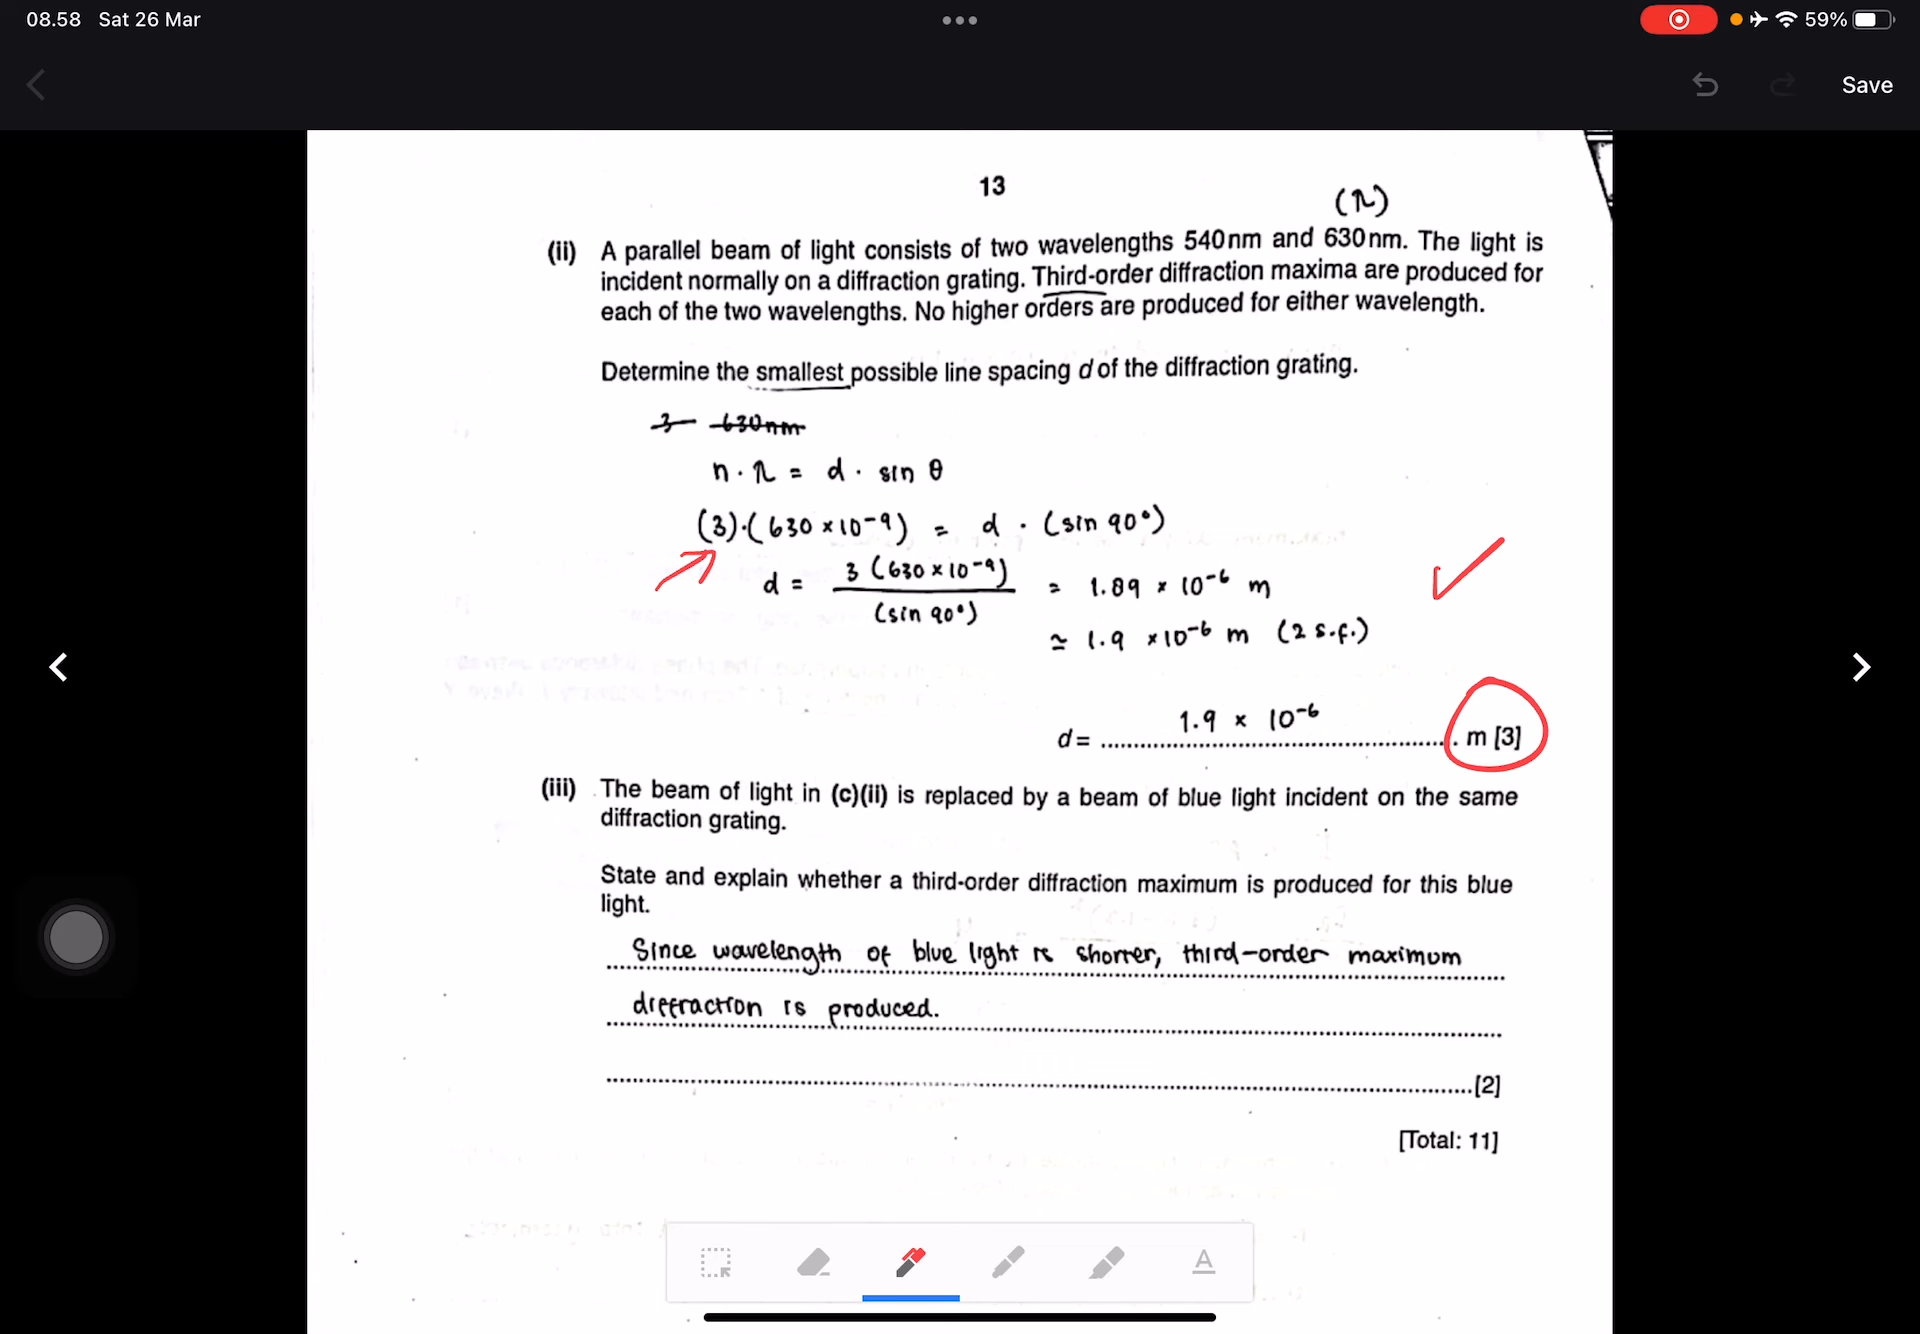 08.58 Sat 26 Mar
59%
Save
13
(λ)
(ii) A parallel beam of light consists of two wavelengths 540nm and 630nm. The light is
incident normally on a diffraction grating. Third-order diffraction maxima are produced for
each of the two wavelengths. No higher orders are produced for either wavelength.
Determine the smallest possible line spacing d of the diffraction grating.
3 630nm
n · λ = d · sin θ
(3)·(630 × 10⁻⁹) = d · (sin 90°)
d = 3 (630 × 10⁻⁹) / (sin 90°) = 1.89 × 10⁻⁶ m
≃ 1.9 × 10⁻⁶ m (2 s.f.)
d = 1.9 × 10⁻⁶ m [3]
(iii) The beam of light in (c)(ii) is replaced by a beam of blue light incident on the same
diffraction grating.
State and explain whether a third-order diffraction maximum is produced for this blue
light.
Since wavelength of blue light is shorter, third-order maximum
diffraction is produced.
[2]
[Total: 11]
A